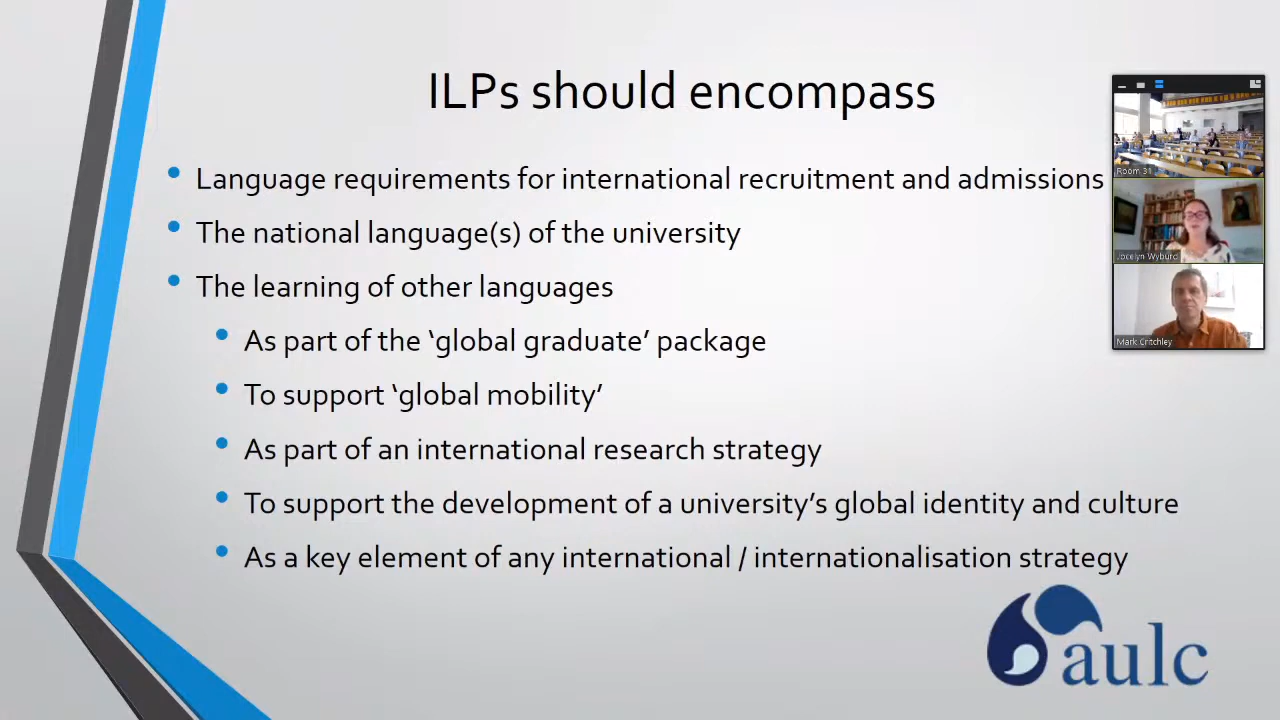 ILPs should encompass
Language requirements for international recruitment and admissions
The national language(s) of the university
The learning of other languages
As part of the ‘global graduate’ package
To support ‘global mobility’
As part of an international research strategy
To support the development of a university’s global identity and culture
As a key element of any international / internationalisation strategy
aulc
Room 31
Jocelyn Wyburd
Mark Critchley